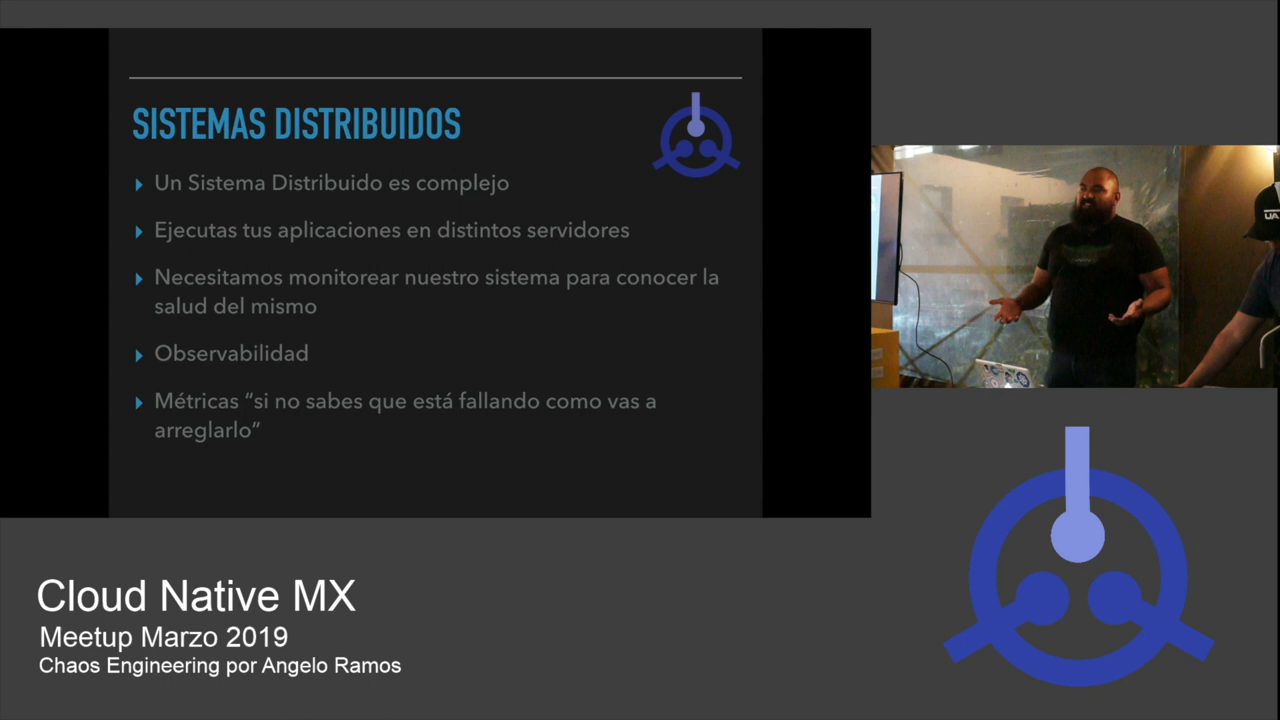 SISTEMAS DISTRIBUIDOS
Un Sistema Distribuido es complejo
Ejecutas tus aplicaciones en distintos servidores
Necesitamos monitorear nuestro sistema para conocer la
salud del mismo
Observabilidad
Métricas “si no sabes que está fallando como vas a
arreglarlo”
UA
Cloud Native MX
Meetup Marzo 2019
Chaos Engineering por Angelo Ramos